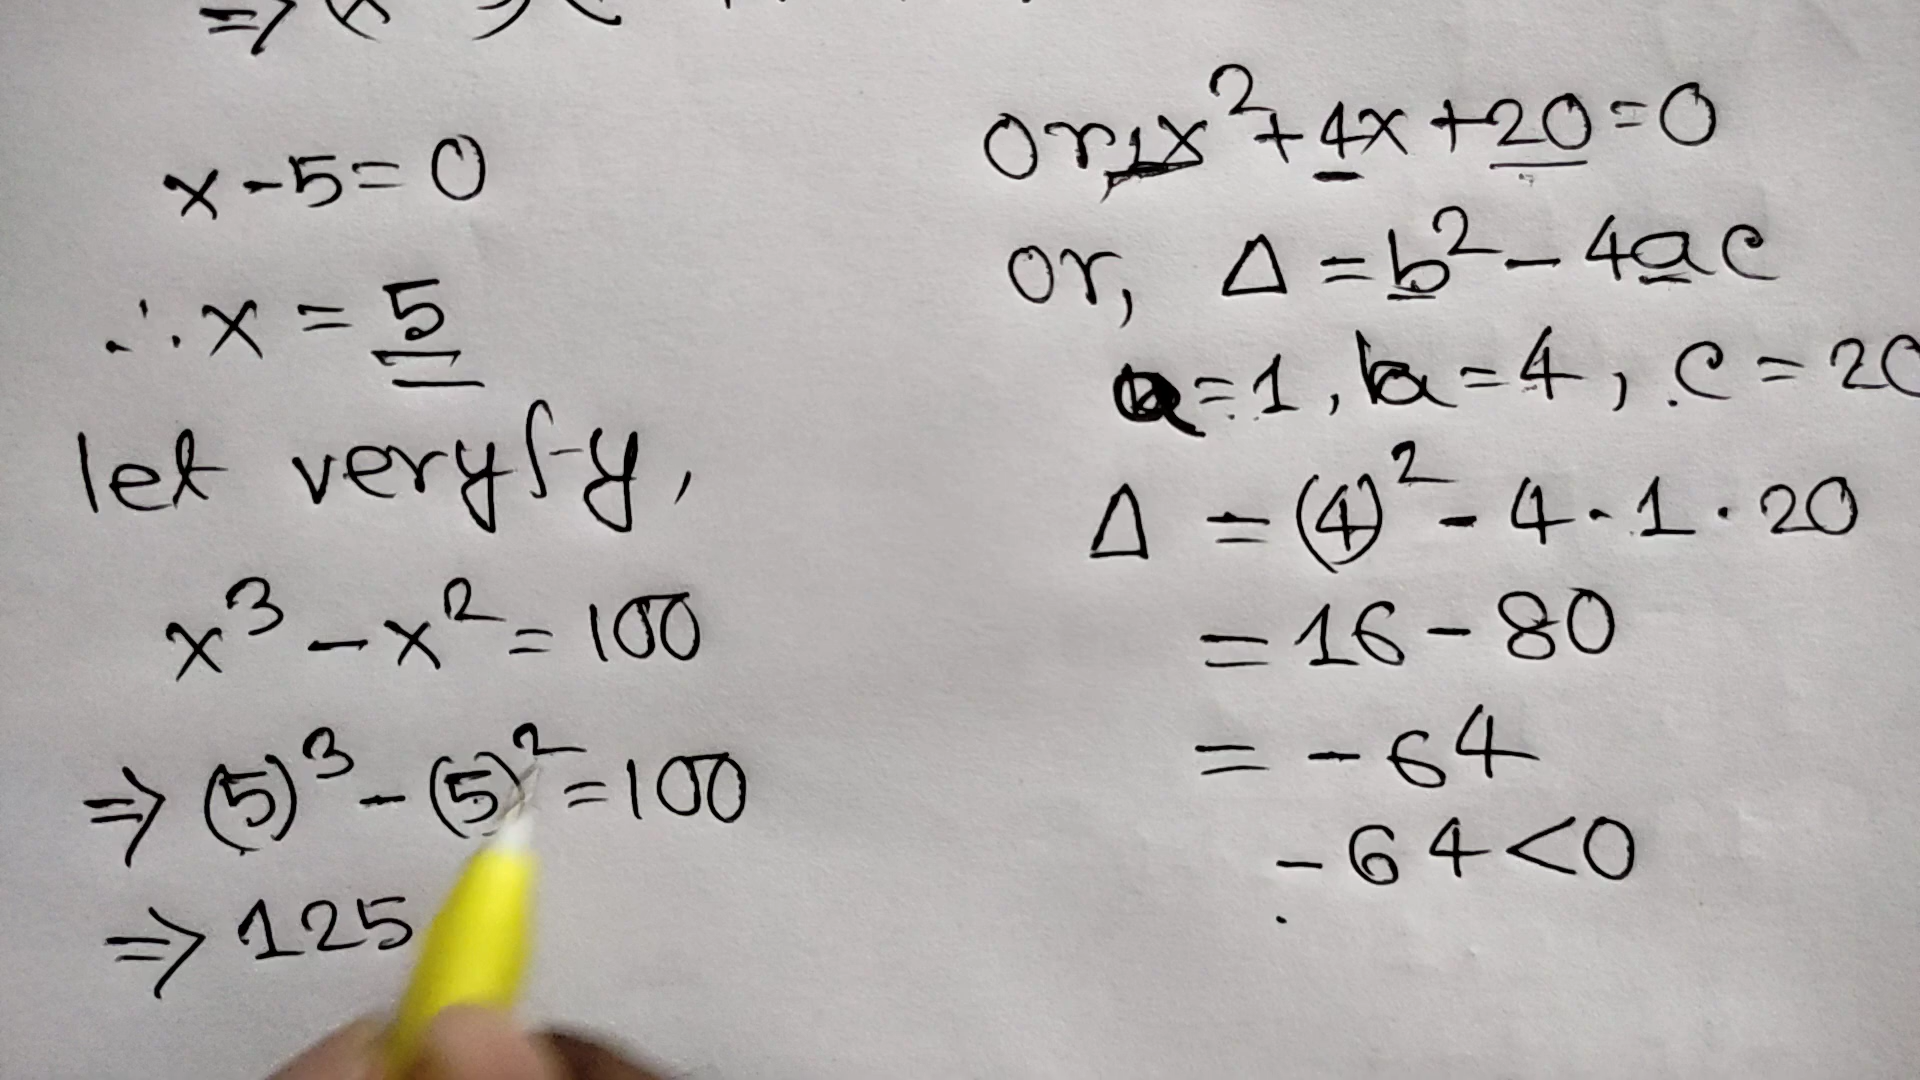 x-5=0
∴x=5
let veryfy,
x³-x²=100
⇒(5)³-(5)²=100
⇒125
or, 1x²+4x+20=0
or, Δ=b²-4ac
a=1, b=4, c=20
Δ=(4)²-4·1·20
=16-80
=-64
-64<0